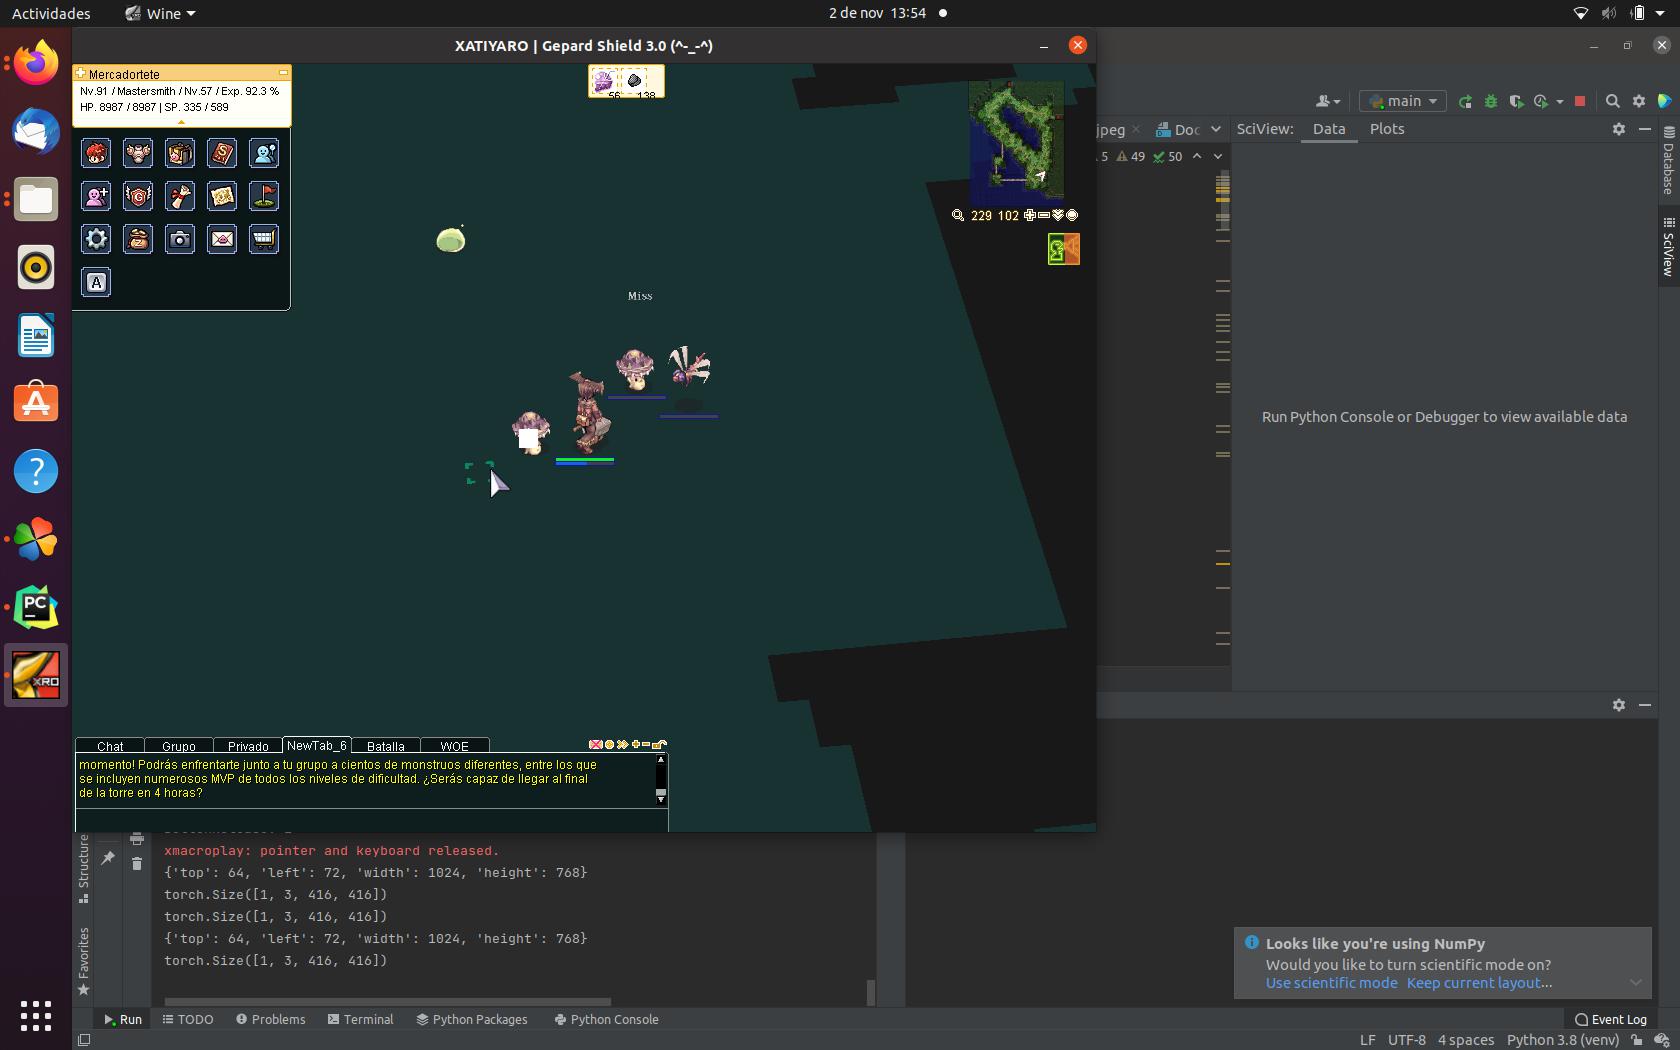 Actividades
Wine
2 de nov 13:54
XATIYARO | Gepard Shield 3.0 (^-_-^)
Mercadortete
Nv.91 / Mastersmith / Nv.57 / Exp. 92.3 %
HP. 8987 / 8987 | SP. 335 / 589
56 138
S
G
A
229 102
Miss
main
jpeg
Doc
SciView:
Data
Plots
5
49
50
Database
SciView
Run Python Console or Debugger to view available data
PC
XRO
Chat
Grupo
Privado
NewTab_6
Batalla
WOE
momento! Podrás enfrentarte junto a tu grupo a cientos de monstruos diferentes, entre los que
se incluyen numerosos MVP de todos los niveles de dificultad. ¿Serás capaz de llegar al final
de la torre en 4 horas?
Structure
Favorites
xmacroplay: pointer and keyboard released.
{'top': 64, 'left': 72, 'width': 1024, 'height': 768}
torch.Size([1, 3, 416, 416])
torch.Size([1, 3, 416, 416])
{'top': 64, 'left': 72, 'width': 1024, 'height': 768}
torch.Size([1, 3, 416, 416])
Looks like you're using NumPy
Would you like to turn scientific mode on?
Use scientific mode Keep current layout...
Run
TODO
Problems
Terminal
Python Packages
Python Console
Event Log
LF UTF-8 4 spaces Python 3.8 (venv)